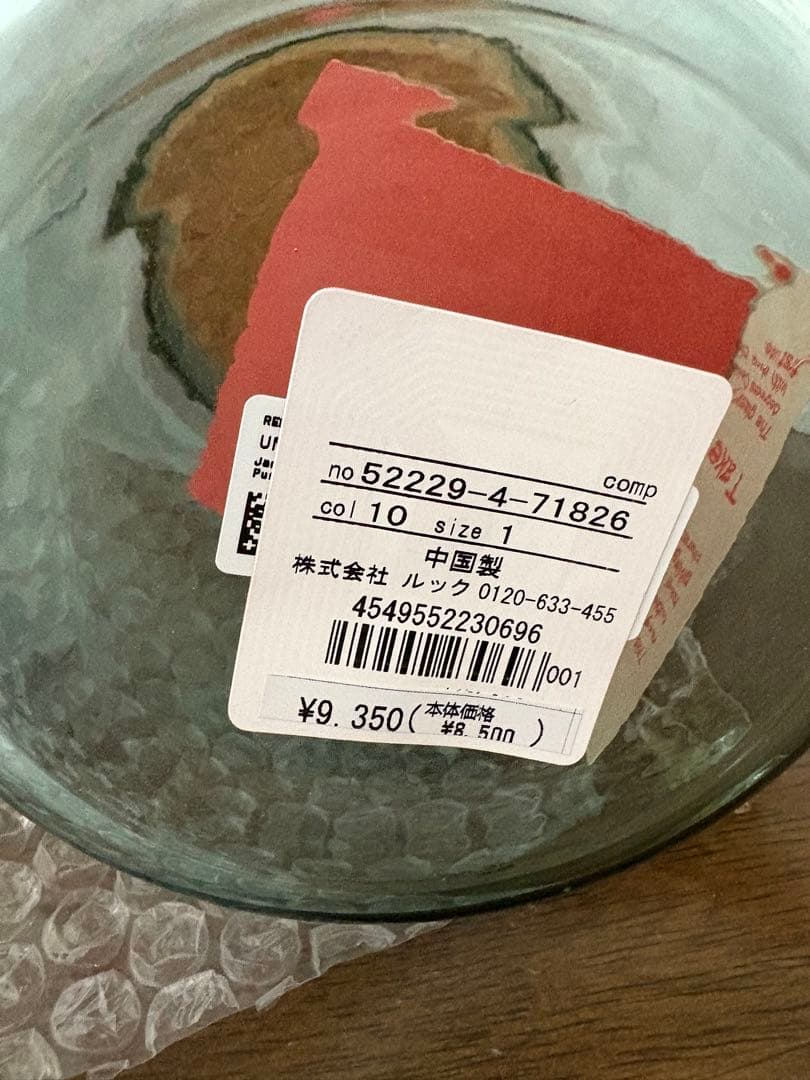 comp
no 52229-4-71826
col 10 size 1
中国製
株式会社 ルック 0120-633-455
4549552230696
001
¥9.350(本体価格
¥8.500)
Take